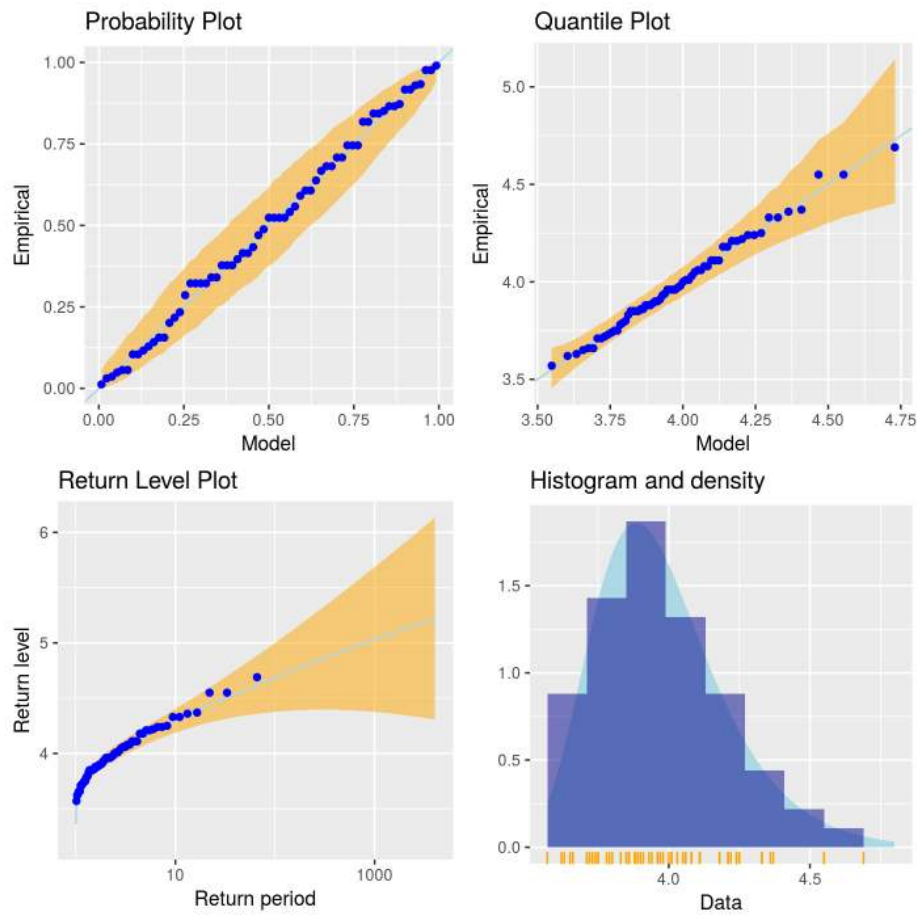 Probability Plot
1.00
0.75
0.50
0.25
0.00
Empirical
0.00 0.25 0.50 0.75 1.00
Model
Quantile Plot
5.0
4.5
4.0
3.5
Empirical
3.50 3.75 4.00 4.25 4.50 4.75
Model
Return Level Plot
6
5
4
Return level
10 1000
Return period
Histogram and density
1.5
1.0
0.5
0.0
4.0 4.5
Data